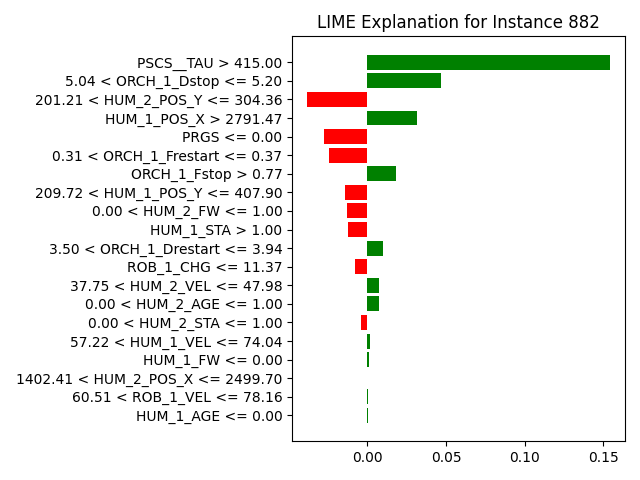 LIME Explanation for Instance 882
PSCS__TAU > 415.00
5.04 < ORCH_1_Dstop <= 5.20
201.21 < HUM_2_POS_Y <= 304.36
HUM_1_POS_X > 2791.47
PRGS <= 0.00
0.31 < ORCH_1_Frestart <= 0.37
ORCH_1_Fstop > 0.77
209.72 < HUM_1_POS_Y <= 407.90
0.00 < HUM_2_FW <= 1.00
HUM_1_STA > 1.00
3.50 < ORCH_1_Drestart <= 3.94
ROB_1_CHG <= 11.37
37.75 < HUM_2_VEL <= 47.98
0.00 < HUM_2_AGE <= 1.00
0.00 < HUM_2_STA <= 1.00
57.22 < HUM_1_VEL <= 74.04
HUM_1_FW <= 0.00
1402.41 < HUM_2_POS_X <= 2499.70
60.51 < ROB_1_VEL <= 78.16
HUM_1_AGE <= 0.00
0.00 0.05 0.10 0.15